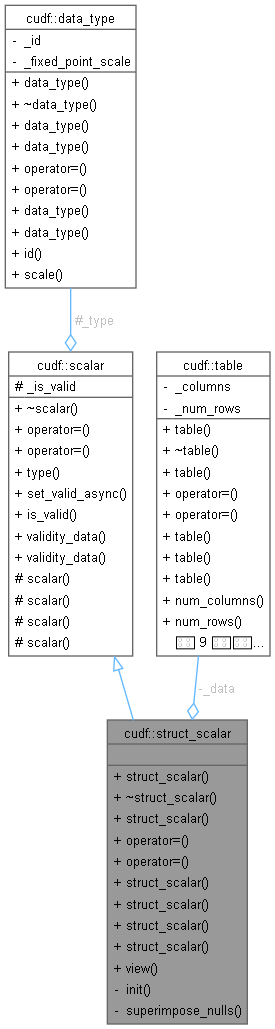 cudf::data_type
- _id
- _fixed_point_scale
+ data_type()
+ ~data_type()
+ data_type()
+ data_type()
+ operator=()
+ operator=()
+ data_type()
+ data_type()
+ id()
+ scale()
#_type
cudf::scalar
# _is_valid
+ ~scalar()
+ operator=()
+ operator=()
+ type()
+ set_valid_async()
+ is_valid()
+ validity_data()
+ validity_data()
# scalar()
# scalar()
# scalar()
# scalar()
cudf::table
- _columns
- _num_rows
+ table()
+ ~table()
+ table()
+ operator=()
+ operator=()
+ table()
+ table()
+ table()
+ num_columns()
+ num_rows()
9 ...
-_data
cudf::struct_scalar
+ struct_scalar()
+ ~struct_scalar()
+ struct_scalar()
+ operator=()
+ operator=()
+ struct_scalar()
+ struct_scalar()
+ struct_scalar()
+ struct_scalar()
+ view()
- init()
- superimpose_nulls()